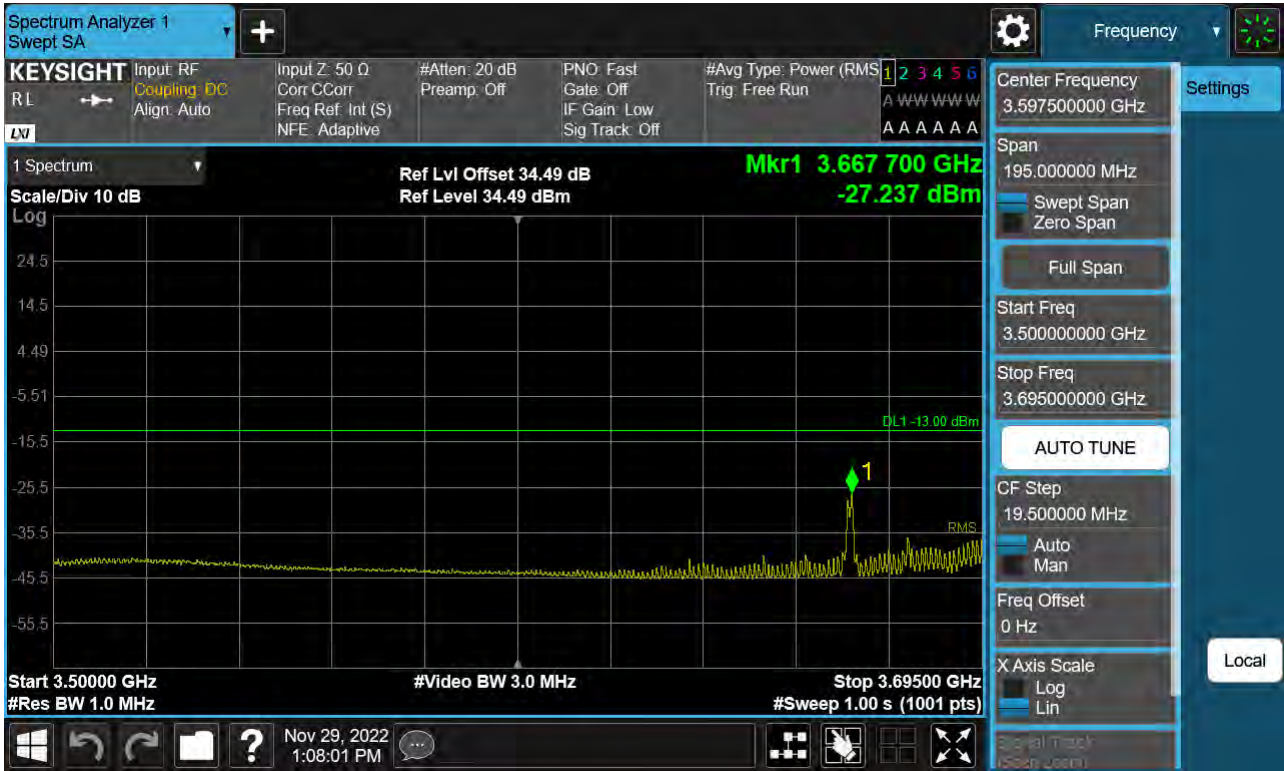 Spectrum Analyzer 1
Swept SA
Frequency
KEYSIGHT
Input: RF
Input Z: 50 Ω
#Atten: 20 dB
PNO: Fast
#Avg Type: Power (RMS
1 2 3 4 5 6
R L
Coupling: DC
Corr CCorr
Preamp: Off
Gate: Off
Trig: Free Run
A W W W W W
Align: Auto
Freq Ref: Int (S)
IF Gain: Low
LXI
NFE: Adaptive
Sig Track: Off
A A A A A A
1 Spectrum
Ref Lvl Offset 34.49 dB
Mkr1 3.667 700 GHz
Scale/Div 10 dB
Ref Level 34.49 dBm
-27.237 dBm
Log
24.5
14.5
4.49
-5.51
DL1 -13.00 dBm
-15.5
1
-25.5
-35.5
RMS
-45.5
-55.5
Start 3.50000 GHz
#Video BW 3.0 MHz
Stop 3.69500 GHz
#Res BW 1.0 MHz
#Sweep 1.00 s (1001 pts)
Center Frequency
3.597500000 GHz
Settings
Span
195.000000 MHz
Swept Span
Zero Span
Full Span
Start Freq
3.500000000 GHz
Stop Freq
3.695000000 GHz
AUTO TUNE
CF Step
19.500000 MHz
Auto
Man
Freq Offset
0 Hz
X Axis Scale
Log
Lin
Local
Signal Track
(Span Zoom)
?
Nov 29, 2022
1:08:01 PM